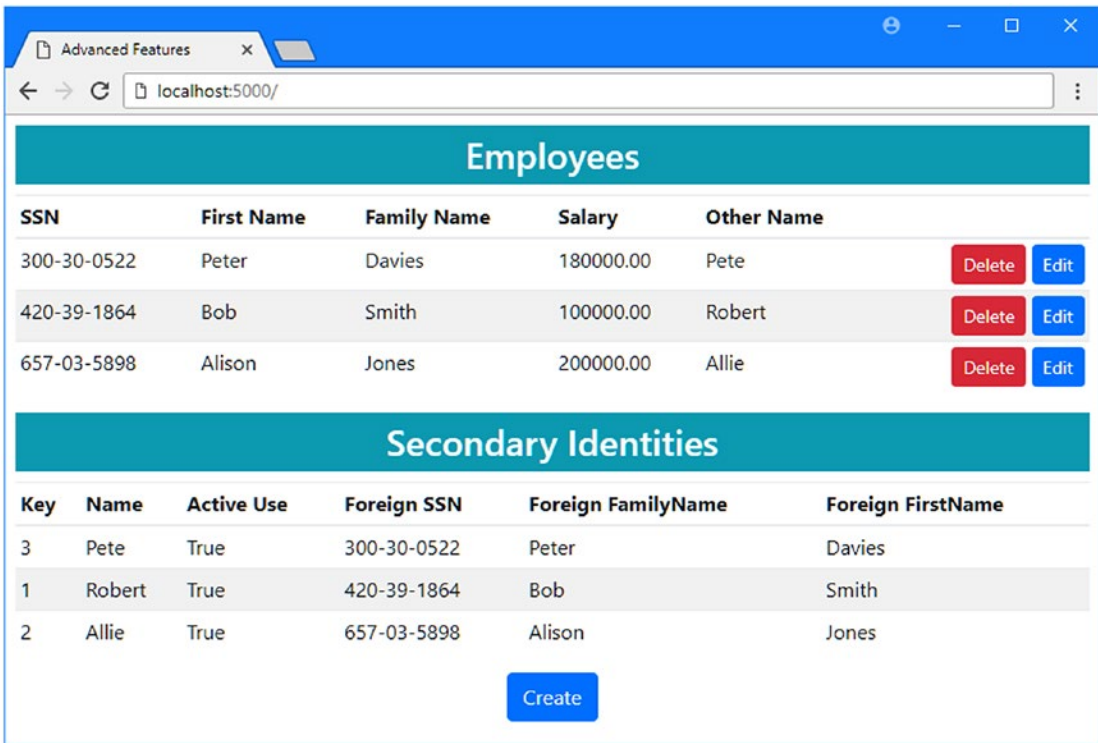 Advanced Features
localhost:5000/
Employees
SSN First Name Family Name Salary Other Name
300-30-0522 Peter Davies 180000.00 Pete Delete Edit
420-39-1864 Bob Smith 100000.00 Robert Delete Edit
657-03-5898 Alison Jones 200000.00 Allie Delete Edit
Secondary Identities
Key Name Active Use Foreign SSN Foreign FamilyName Foreign FirstName
3 Pete True 300-30-0522 Peter Davies
1 Robert True 420-39-1864 Bob Smith
2 Allie True 657-03-5898 Alison Jones
Create